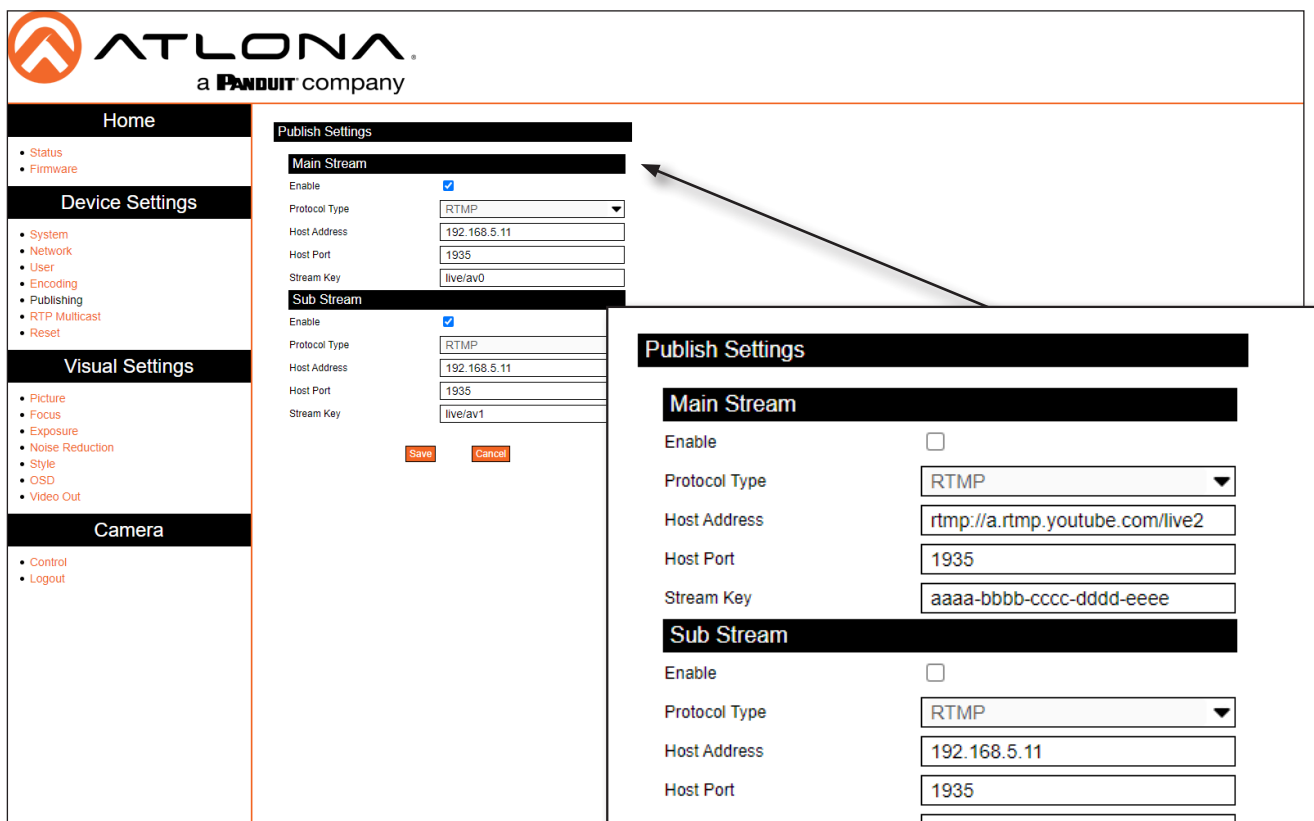 ATLONA.
a PANDUIT company
Home
Status
Firmware
Device Settings
System
Network
User
Encoding
Publishing
RTP Multicast
Reset
Visual Settings
Picture
Focus
Exposure
Noise Reduction
Style
OSD
Video Out
Camera
Control
Logout
Publish Settings
Main Stream
Enable
Protocol Type RTMP
Host Address 192.168.5.11
Host Port 1935
Stream Key live/av0
Sub Stream
Enable
Protocol Type RTMP
Host Address 192.168.5.11
Host Port 1935
Stream Key live/av1
Save Cancel
Publish Settings
Main Stream
Enable
Protocol Type RTMP
Host Address rtmp://a.rtmp.youtube.com/live2
Host Port 1935
Stream Key aaaa-bbbb-cccc-dddd-eeee
Sub Stream
Enable
Protocol Type RTMP
Host Address 192.168.5.11
Host Port 1935